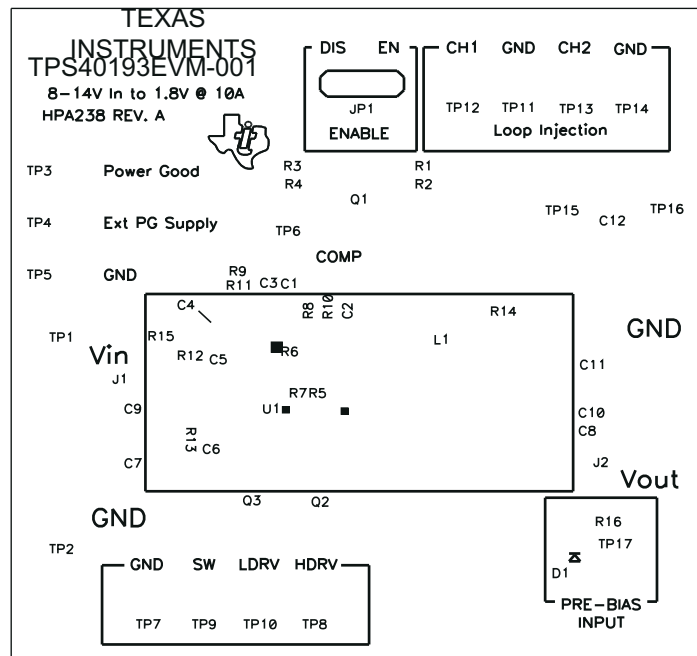 TEXAS
INSTRUMENTS
TPS40193EVM-001
8-14V In to 1.8V @ 10A
HPA238 REV. A
DIS EN
JP1
ENABLE
CH1 GND CH2 GND
TP12 TP11 TP13 TP14
Loop Injection
TP3 Power Good
R3 R1
R4 R2
Q1
TP4 Ext PG Supply
TP6
TP15 C12 TP16
COMP
TP5 GND
R9
R11 C3 C1
C4
R8 R10 C2
R14
GND
TP1 Vin
R15
L1
R12 C5
R6
C11
J1
R7 R5
C9
U1
C10
C8
R13 C6
C7
J2
Vout
Q3 Q2
GND
R16
TP17
TP2
D1
GND SW LDRV HDRV
PRE-BIAS
INPUT
TP7 TP9 TP10 TP8